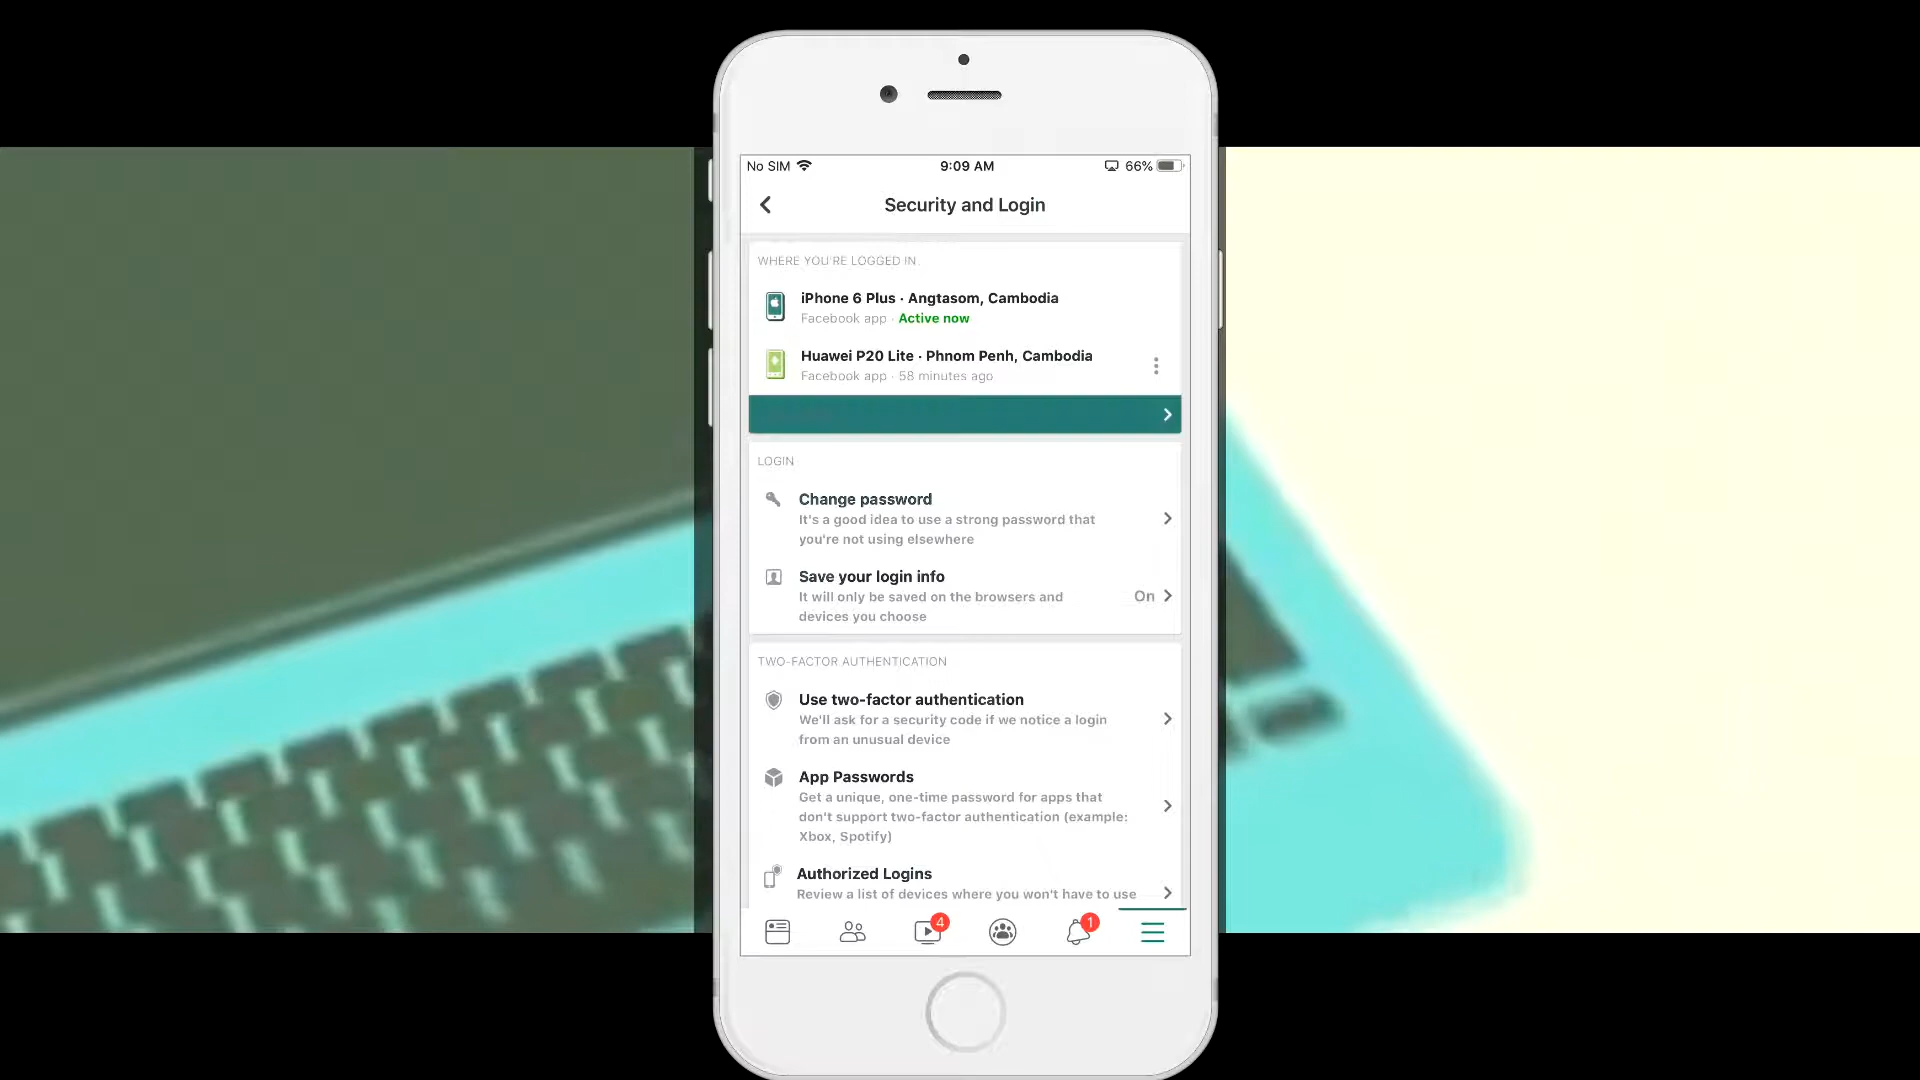 No SIM
9:09 AM
66%
Security and Login
WHERE YOU'RE LOGGED IN
iPhone 6 Plus · Angtasom, Cambodia
Facebook app · Active now
Huawei P20 Lite · Phnom Penh, Cambodia
Facebook app · 58 minutes ago
LOGIN
Change password
It's a good idea to use a strong password that
you're not using elsewhere
Save your login info
It will only be saved on the browsers and
devices you choose
On
TWO-FACTOR AUTHENTICATION
Use two-factor authentication
We'll ask for a security code if we notice a login
from an unusual device
App Passwords
Get a unique, one-time password for apps that
don't support two-factor authentication (example:
Xbox, Spotify)
Authorized Logins
Review a list of devices where you won't have to use
4
1